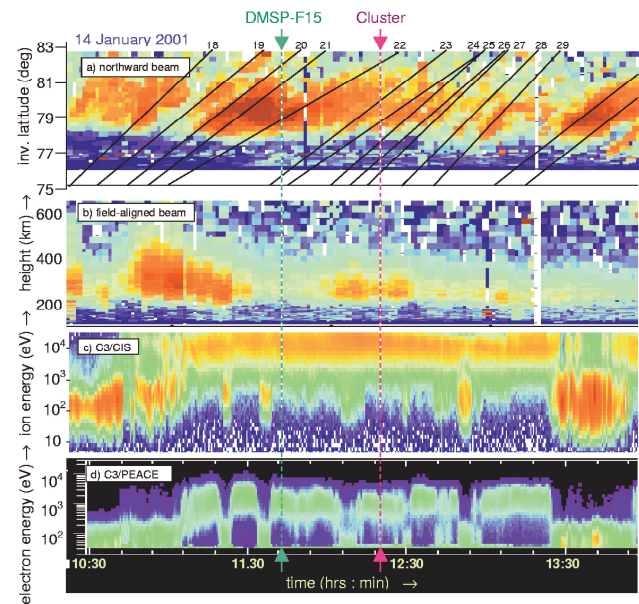 DMSP-F15 Cluster
14 January 2001
18 19 20 21 22 23 24 25 26 27 28 29
a) northward beam
inv. latitude (deg)
83
81
79
77
75
b) field-aligned beam
height (km) →
600
400
200
c) C3/CIS
→ ion energy (eV) →
10⁴
10³
10²
10
d) C3/PEACE
electron energy (eV) →
10⁴
10³
10²
10:30 11:30 12:30 13:30
time (hrs : min) →